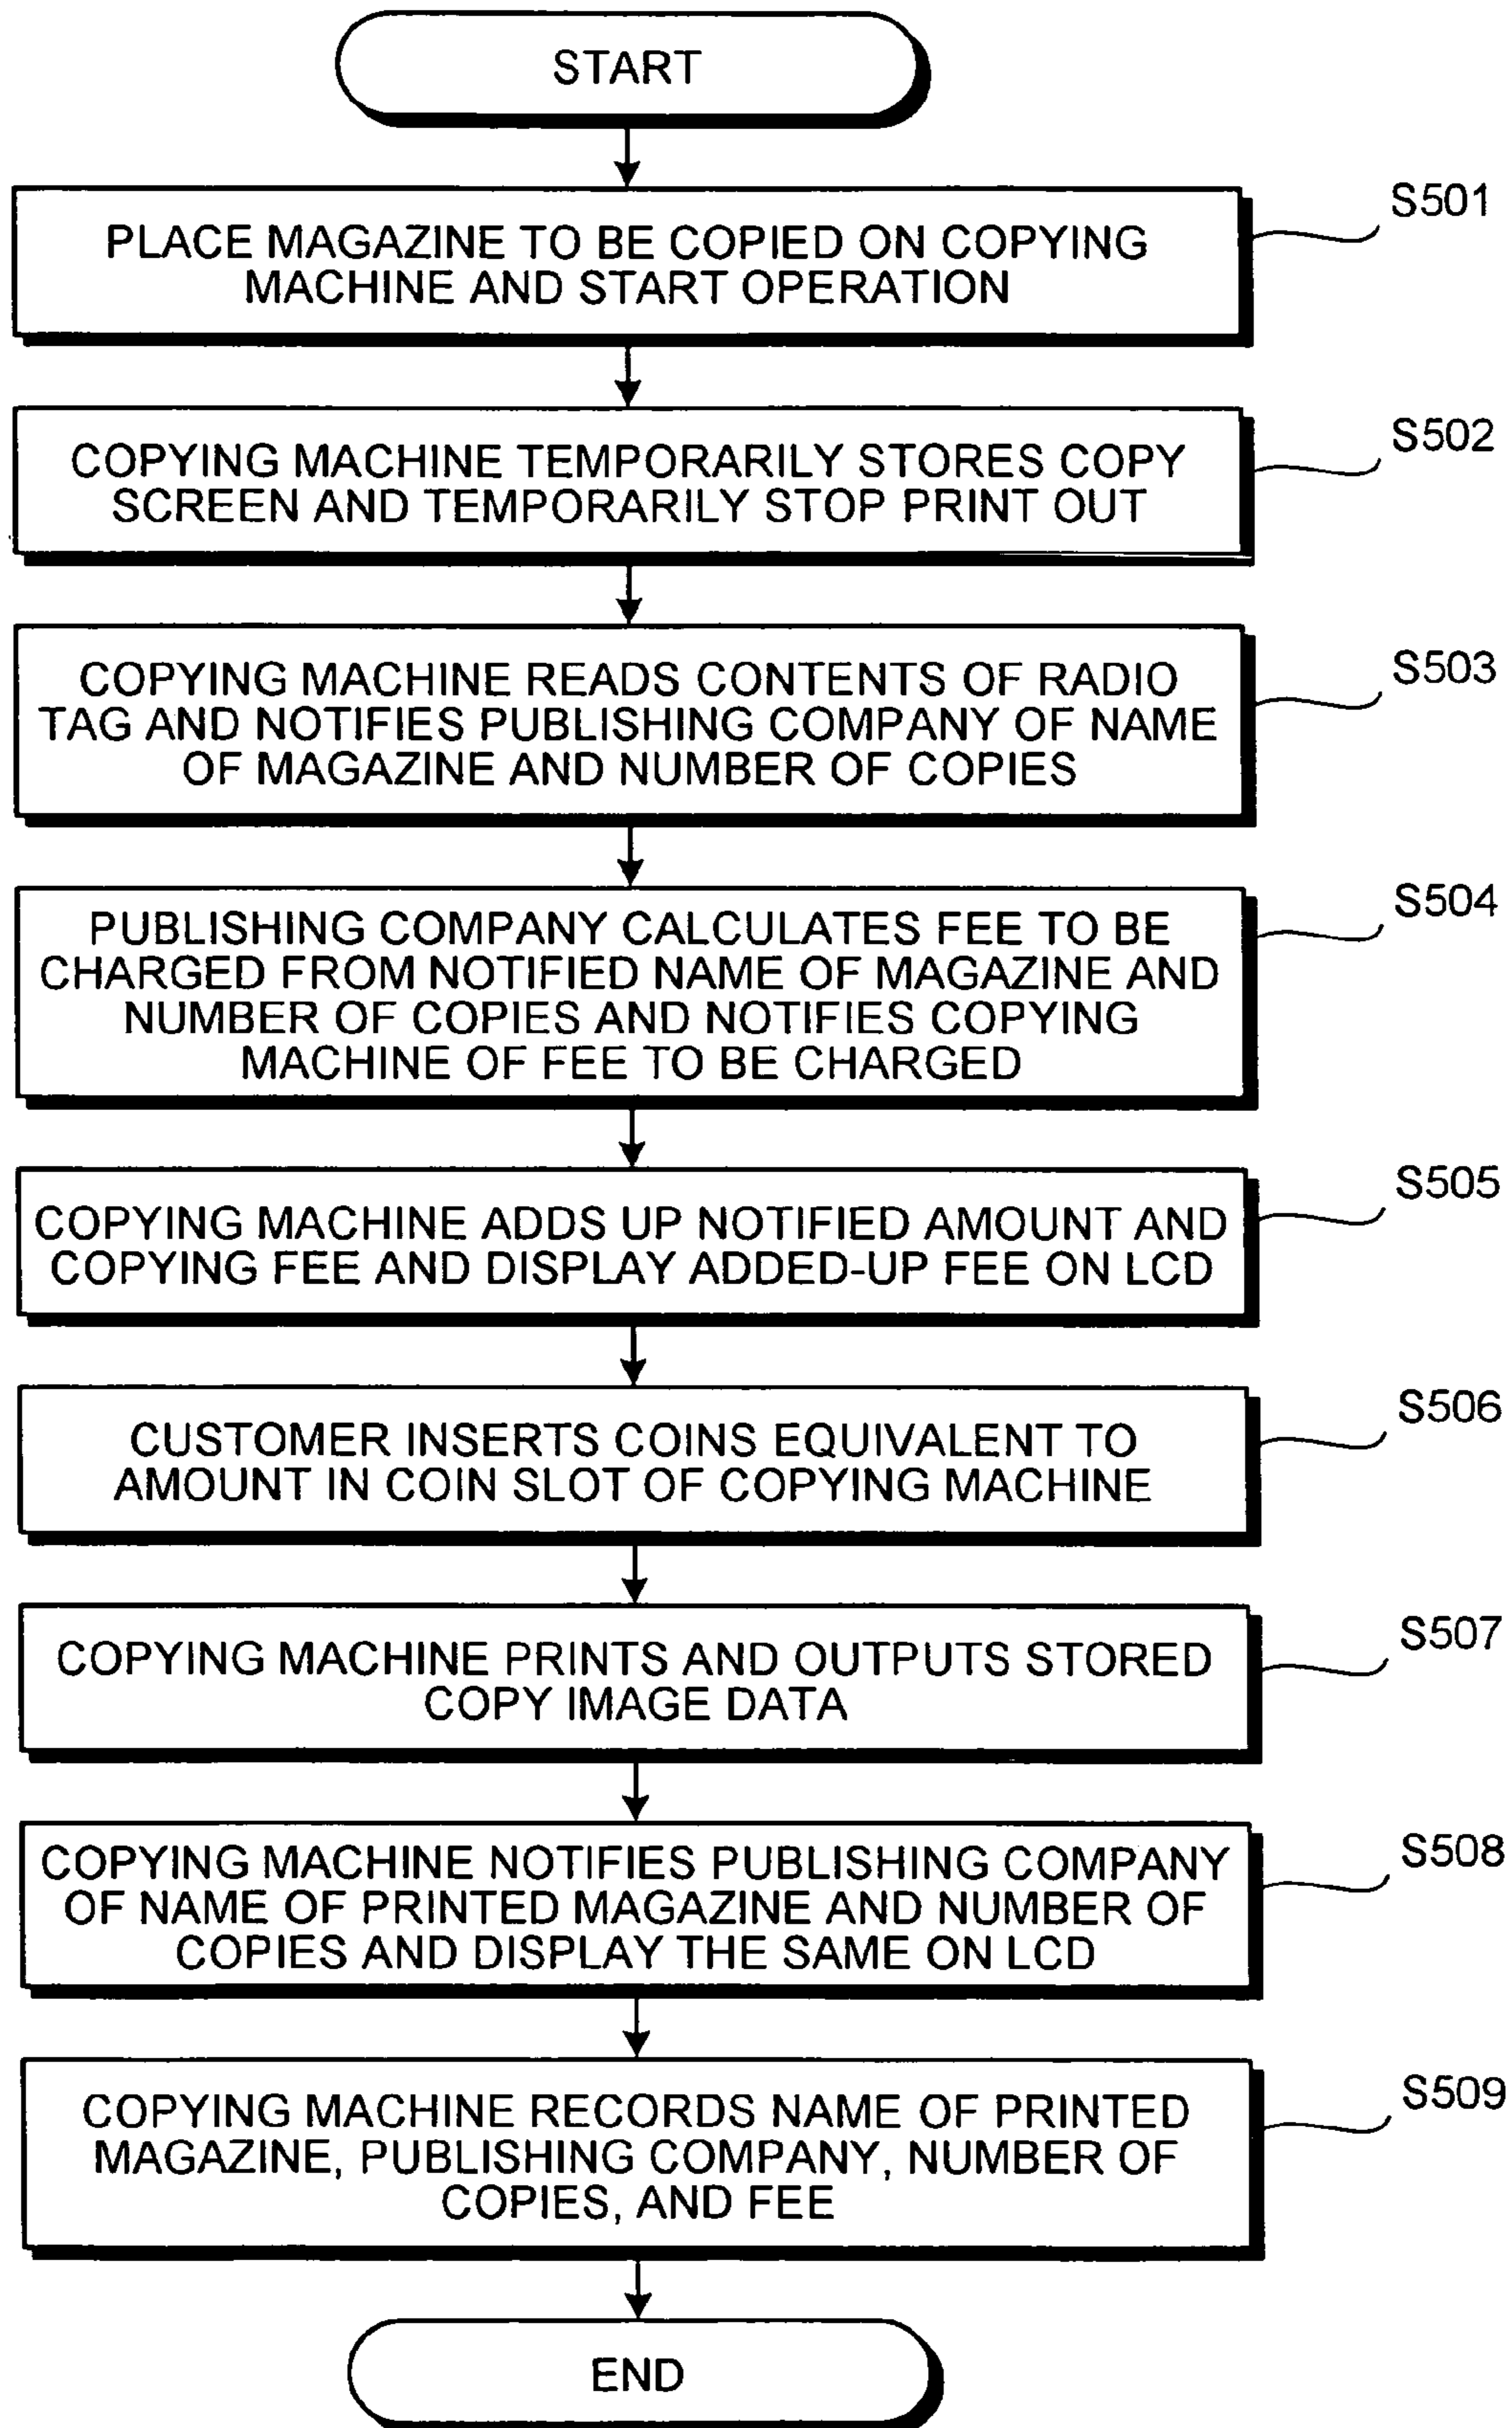 START
S501
PLACE MAGAZINE TO BE COPIED ON COPYING
MACHINE AND START OPERATION
S502
COPYING MACHINE TEMPORARILY STORES COPY
SCREEN AND TEMPORARILY STOP PRINT OUT
S503
COPYING MACHINE READS CONTENTS OF RADIO
TAG AND NOTIFIES PUBLISHING COMPANY OF NAME
OF MAGAZINE AND NUMBER OF COPIES
S504
PUBLISHING COMPANY CALCULATES FEE TO BE
CHARGED FROM NOTIFIED NAME OF MAGAZINE AND
NUMBER OF COPIES AND NOTIFIES COPYING
MACHINE OF FEE TO BE CHARGED
S505
COPYING MACHINE ADDS UP NOTIFIED AMOUNT AND
COPYING FEE AND DISPLAY ADDED-UP FEE ON LCD
S506
CUSTOMER INSERTS COINS EQUIVALENT TO
AMOUNT IN COIN SLOT OF COPYING MACHINE
S507
COPYING MACHINE PRINTS AND OUTPUTS STORED
COPY IMAGE DATA
S508
COPYING MACHINE NOTIFIES PUBLISHING COMPANY
OF NAME OF PRINTED MAGAZINE AND NUMBER OF
COPIES AND DISPLAY THE SAME ON LCD
S509
COPYING MACHINE RECORDS NAME OF PRINTED
MAGAZINE, PUBLISHING COMPANY, NUMBER OF
COPIES, AND FEE
END